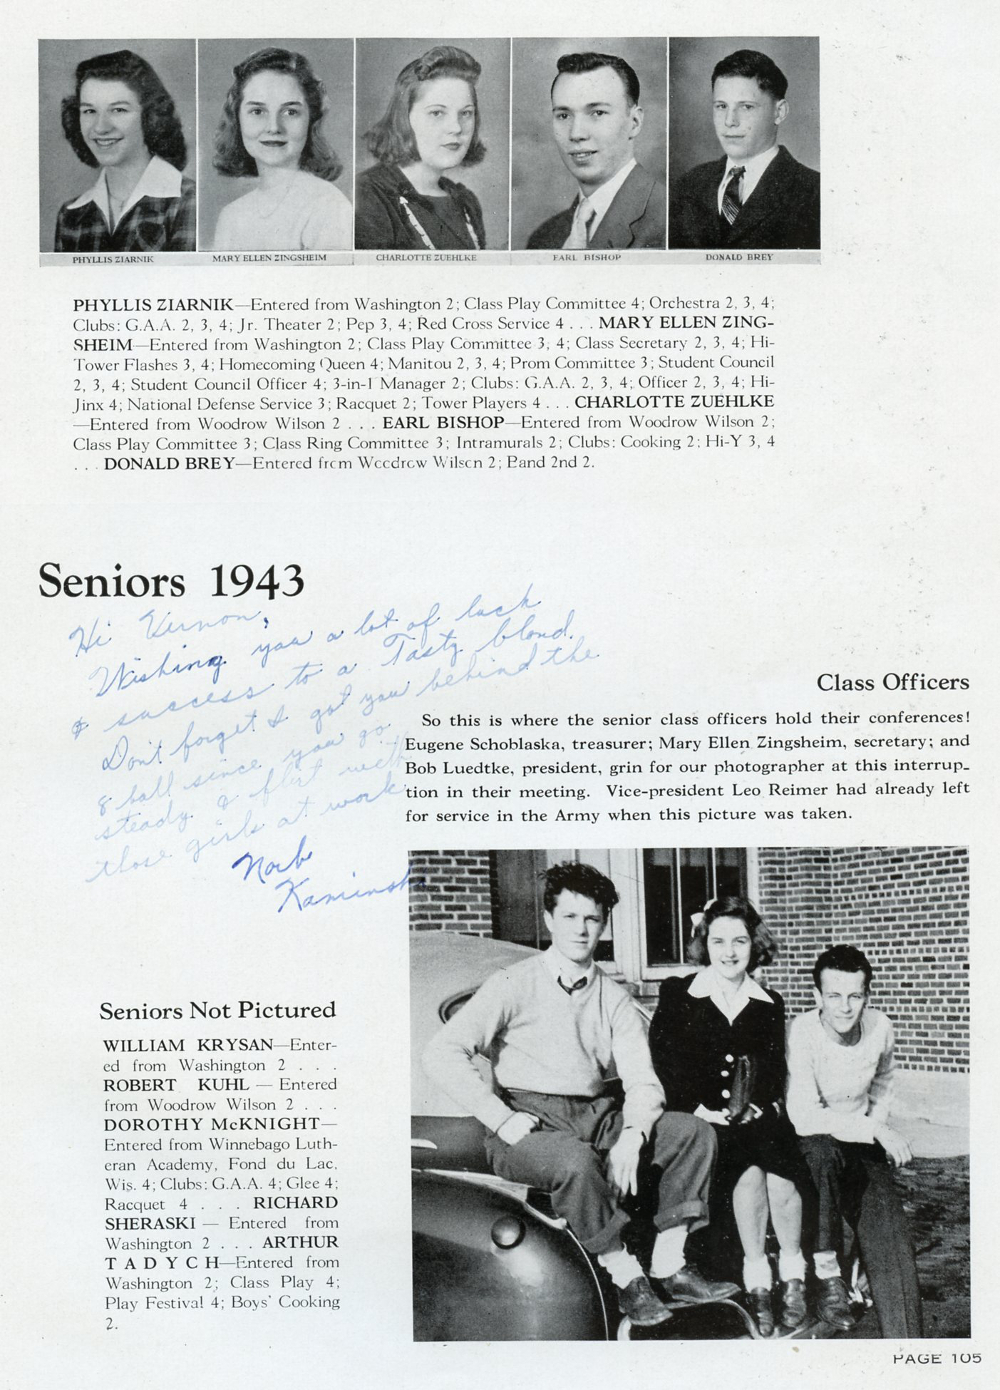 PHYLLIS ZIARNIK
MARY ELLEN ZINGSHEIM
CHARLOTTE ZUEHLKE
EARL BISHOP
DONALD BREY
PHYLLIS ZIARNIK—Entered from Washington 2; Class Play Committee 4; Orchestra 2, 3, 4;
Clubs: G.A.A. 2, 3, 4; Jr. Theater 2; Pep 3, 4; Red Cross Service 4 . . . MARY ELLEN ZING-
SHEIM—Entered from Washington 2; Class Play Committee 3, 4; Class Secretary 2, 3, 4; Hi-
Tower Flashes 3, 4; Homecoming Queen 4; Manitou 2, 3, 4; Prom Committee 3; Student Council
2, 3, 4; Student Council Officer 4; 3-in-1 Manager 2; Clubs: G.A.A. 2, 3, 4, Officer 2, 3, 4; Hi-
Jinx 4; National Defense Service 3; Racquet 2; Tower Players 4 . . . CHARLOTTE ZUEHLKE
—Entered from Woodrow Wilson 2 . . . EARL BISHOP—Entered from Woodrow Wilson 2;
Class Play Committee 3; Class Ring Committee 3; Intramurals 2; Clubs: Cooking 2; Hi-Y 3, 4
. . . DONALD BREY—Entered from Woodrow Wilson 2; Band 2nd 2.
Seniors 1943
Hi Vernon,
Wishing you a lot of luck
& success to a Tasty blond.
Don't forget I got you behind the
8 ball since you go
steady & flirt with
those girls at work
Norb
Kaminski
Class Officers
So this is where the senior class officers hold their conferences!
Eugene Schoblaska, treasurer; Mary Ellen Zingsheim, secretary; and
Bob Luedtke, president, grin for our photographer at this interrup-
tion in their meeting. Vice-president Leo Reimer had already left
for service in the Army when this picture was taken.
Seniors Not Pictured
WILLIAM KRYSAN—Enter-
ed from Washington 2 . . .
ROBERT KUHL — Entered
from Woodrow Wilson 2 . . .
DOROTHY McKNIGHT—
Entered from Winnebago Luth-
eran Academy, Fond du Lac,
Wis. 4; Clubs: G.A.A. 4; Glee 4;
Racquet 4 . . . RICHARD
SHERASKI — Entered from
Washington 2 . . . ARTHUR
TADYCH—Entered from
Washington 2; Class Play 4;
Play Festival 4; Boys' Cooking
2.
PAGE 105